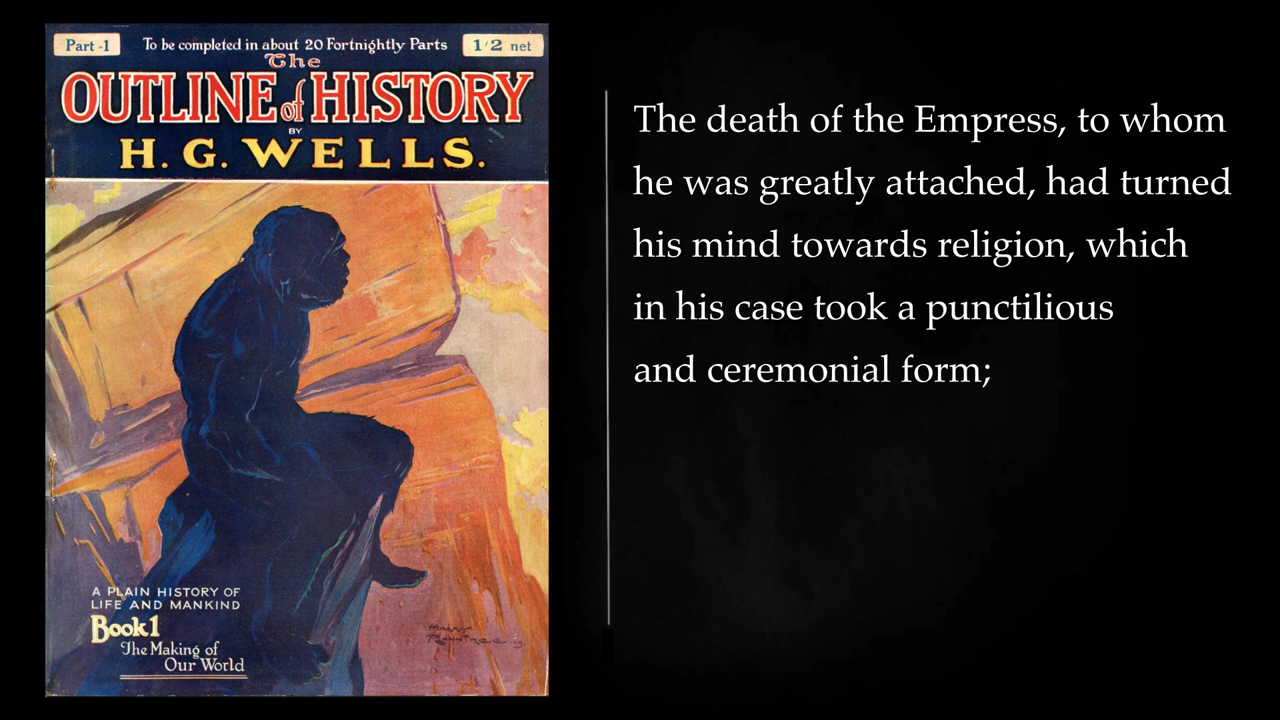 Part -1
To be completed in about 20 Fortnightly Parts
1/2 net
The
OUTLINE of HISTORY
BY
H. G. WELLS.
A PLAIN HISTORY OF
LIFE AND MANKIND
Book 1
The Making of
Our World
The death of the Empress, to whom
he was greatly attached, had turned
his mind towards religion, which
in his case took a punctilious
and ceremonial form;